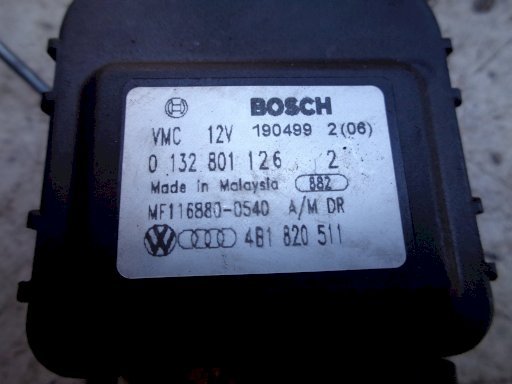 BOSCH
VMC 12V 190499 2(06)
0 132 801 126 2
Made in Malaysia 882
MF116880-0540 A/M DR
4B1 820 511